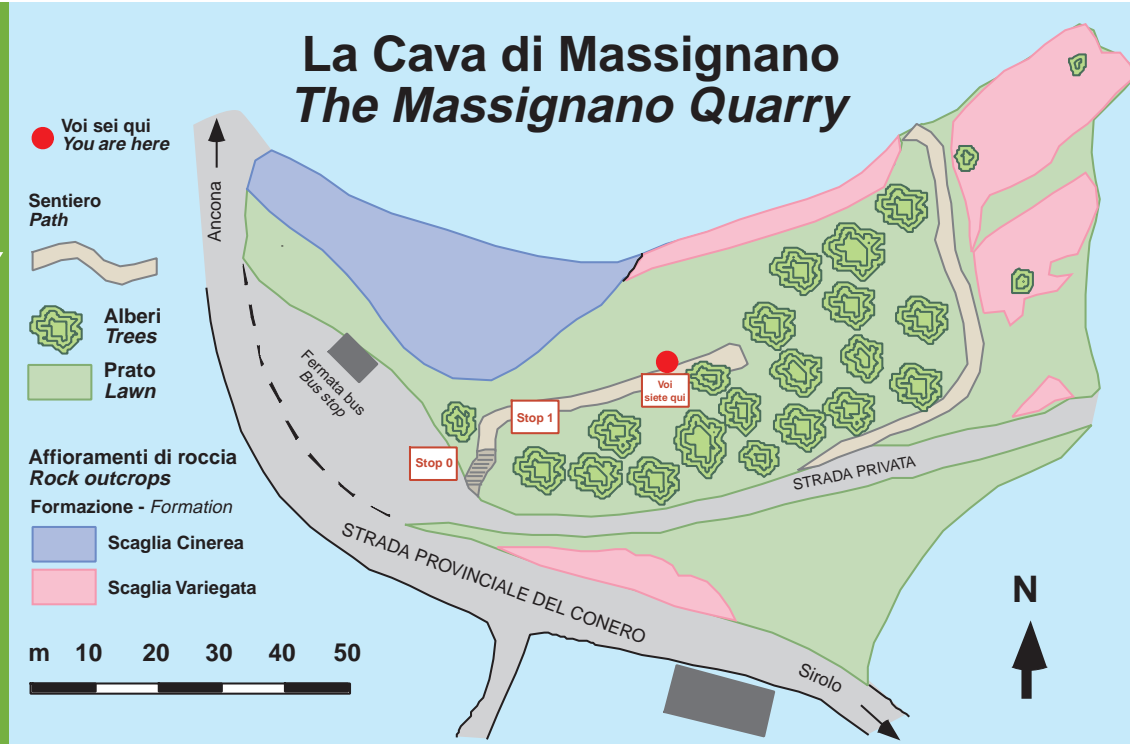 La Cava di Massignano
The Massignano Quarry
Voi sei qui
You are here
Sentiero
Path
Alberi
Trees
Prato
Lawn
Affioramenti di roccia
Rock outcrops
Formazione - Formation
Scaglia Cinerea
Scaglia Variegata
m 10 20 30 40 50
Ancona
Fermata bus
Bus stop
Stop 0
Stop 1
Voi
siete qui
STRADA PRIVATA
STRADA PROVINCIALE DEL CONERO
Sirolo
N